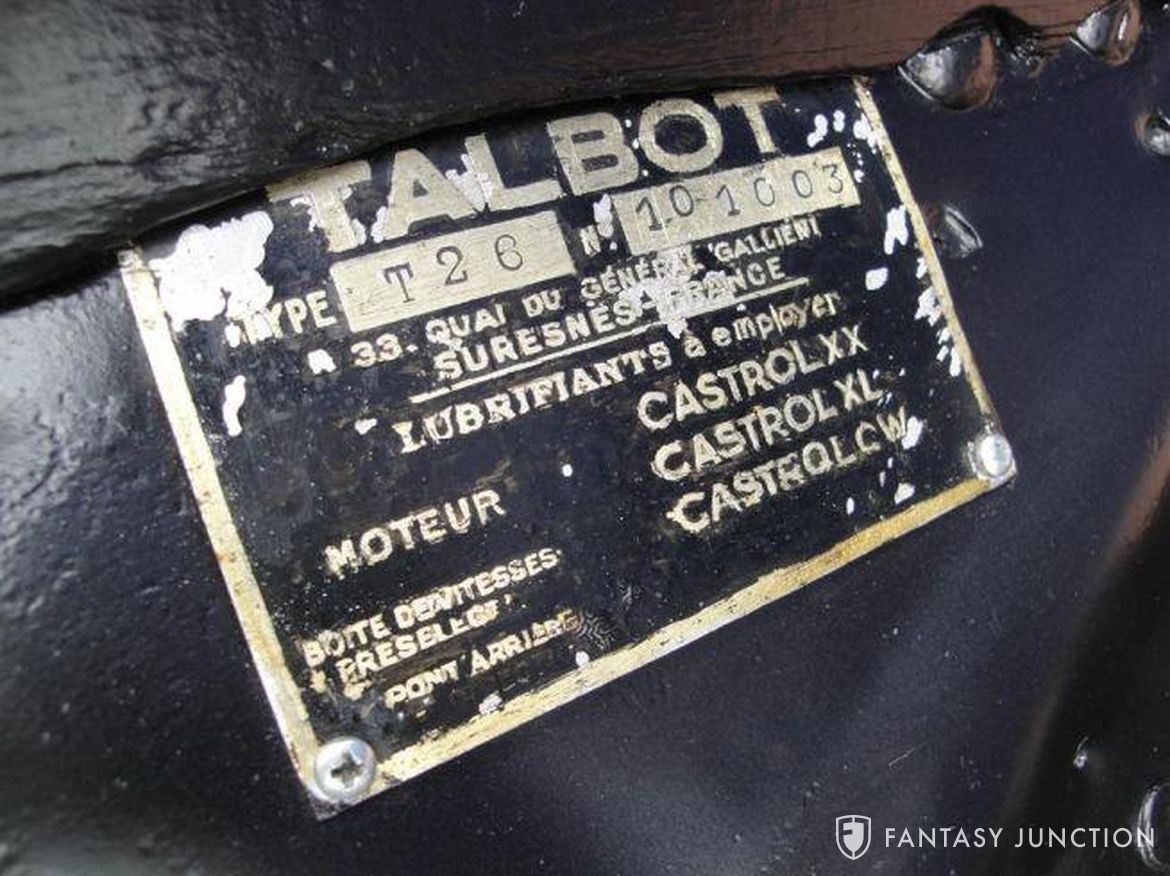 TALBOT
TYPE T26 N° 101003
33. QUAI DU GÉNÉRAL GALLIÉNI
SURESNES-FRANCE
LUBRIFIANTS à employer
MOTEUR CASTROL XX
BOITE DE VITESSES CASTROL XL
PRESELECT
PONT ARRIÈRE CASTROL CW
FANTASY JUNCTION